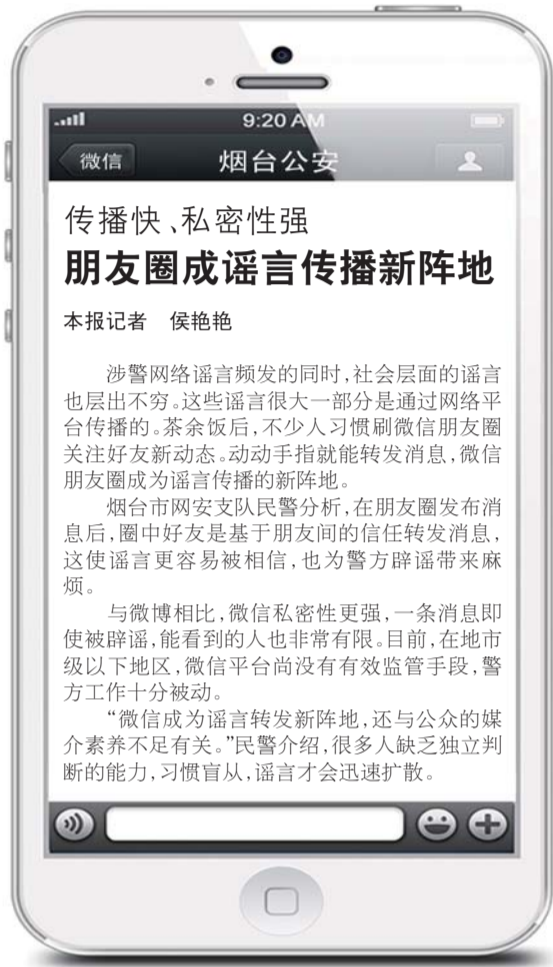 9:20 AM
微信
烟台公安
传播快、私密性强
朋友圈成谣言传播新阵地
本报记者　侯艳艳
涉警网络谣言频发的同时，社会层面的谣言
也层出不穷。这些谣言很大一部分是通过网络平
台传播的。茶余饭后，不少人习惯刷微信朋友圈
关注好友新动态。动动手指就能转发消息，微信
朋友圈成为谣言传播的新阵地。
烟台市网安支队民警分析，在朋友圈发布消
息后，圈中好友是基于朋友间的信任转发消息，
这使谣言更容易被相信，也为警方辟谣带来麻
烦。
与微博相比，微信私密性更强，一条消息即
使被辟谣，能看到的人也非常有限。目前，在地市
级以下地区，微信平台尚没有有效监管手段，警
方工作十分被动。
“微信成为谣言转发新阵地，还与公众的媒
介素养不足有关。”民警介绍，很多人缺乏独立判
断的能力，习惯盲从，谣言才会迅速扩散。